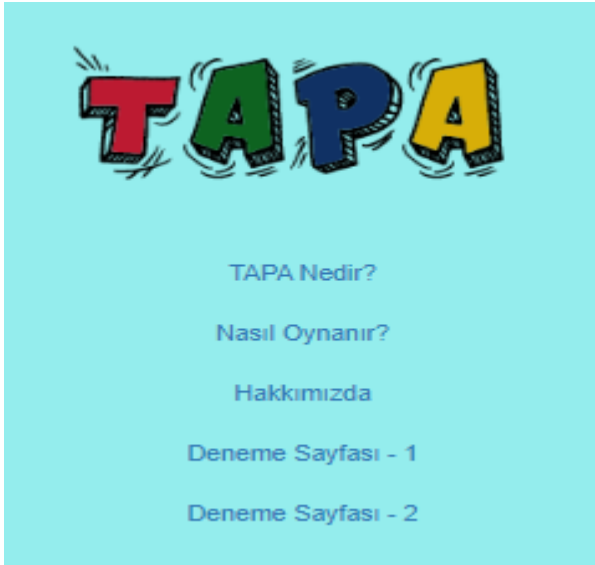 TAPA
TAPA Nedir?
Nasıl Oynanır?
Hakkımızda
Deneme Sayfası - 1
Deneme Sayfası - 2